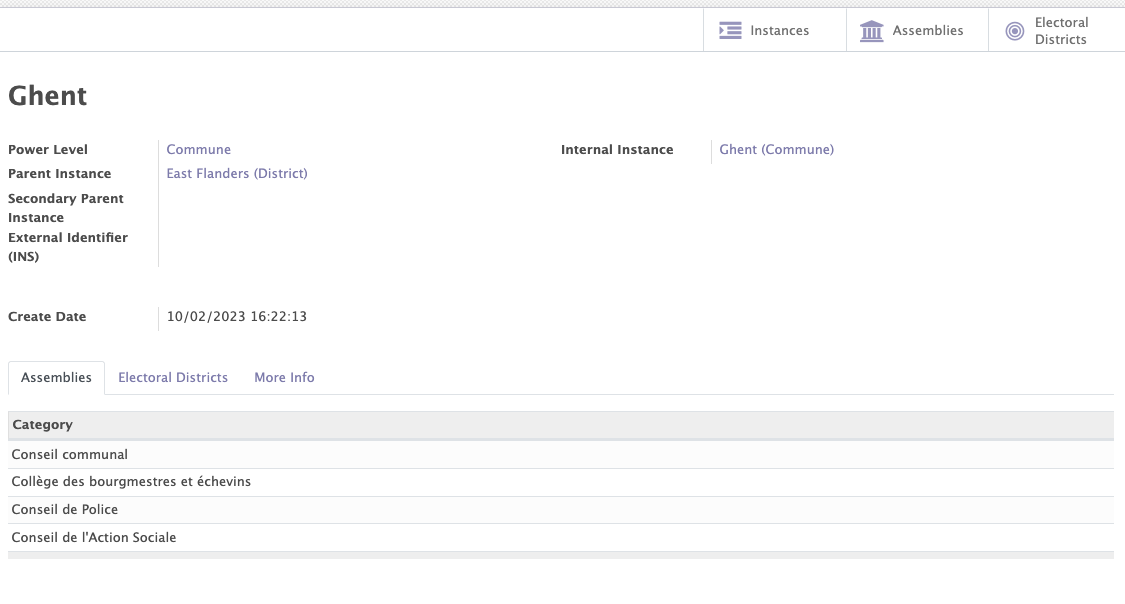 Instances
Assemblies
Electoral
Districts
Ghent
Power Level
Commune
Internal Instance
Ghent (Commune)
Parent Instance
East Flanders (District)
Secondary Parent
Instance
External Identifier
(INS)
Create Date
10/02/2023 16:22:13
Assemblies
Electoral Districts
More Info
Category
Conseil communal
Collège des bourgmestres et échevins
Conseil de Police
Conseil de l'Action Sociale